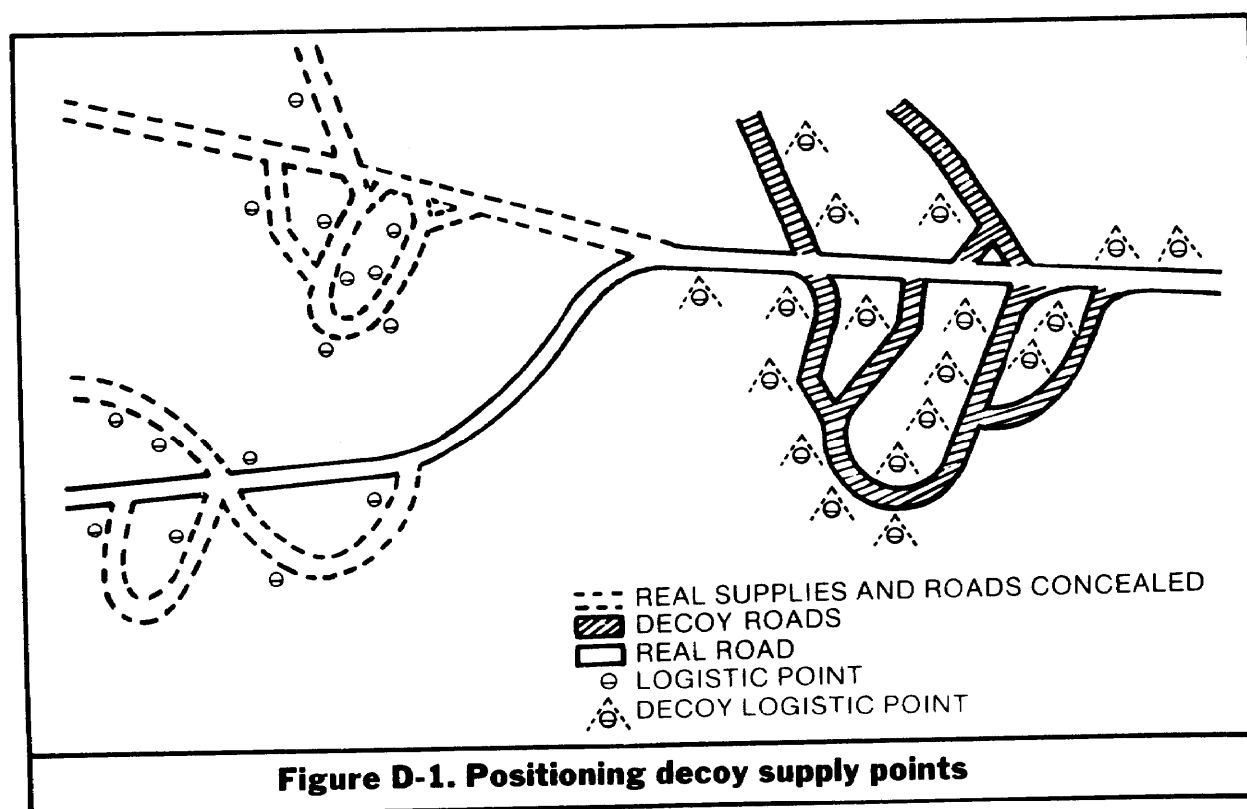 REAL SUPPLIES AND ROADS CONCEALED
DECOY ROADS
REAL ROAD
LOGISTIC POINT
DECOY LOGISTIC POINT
Figure D-1. Positioning decoy supply points